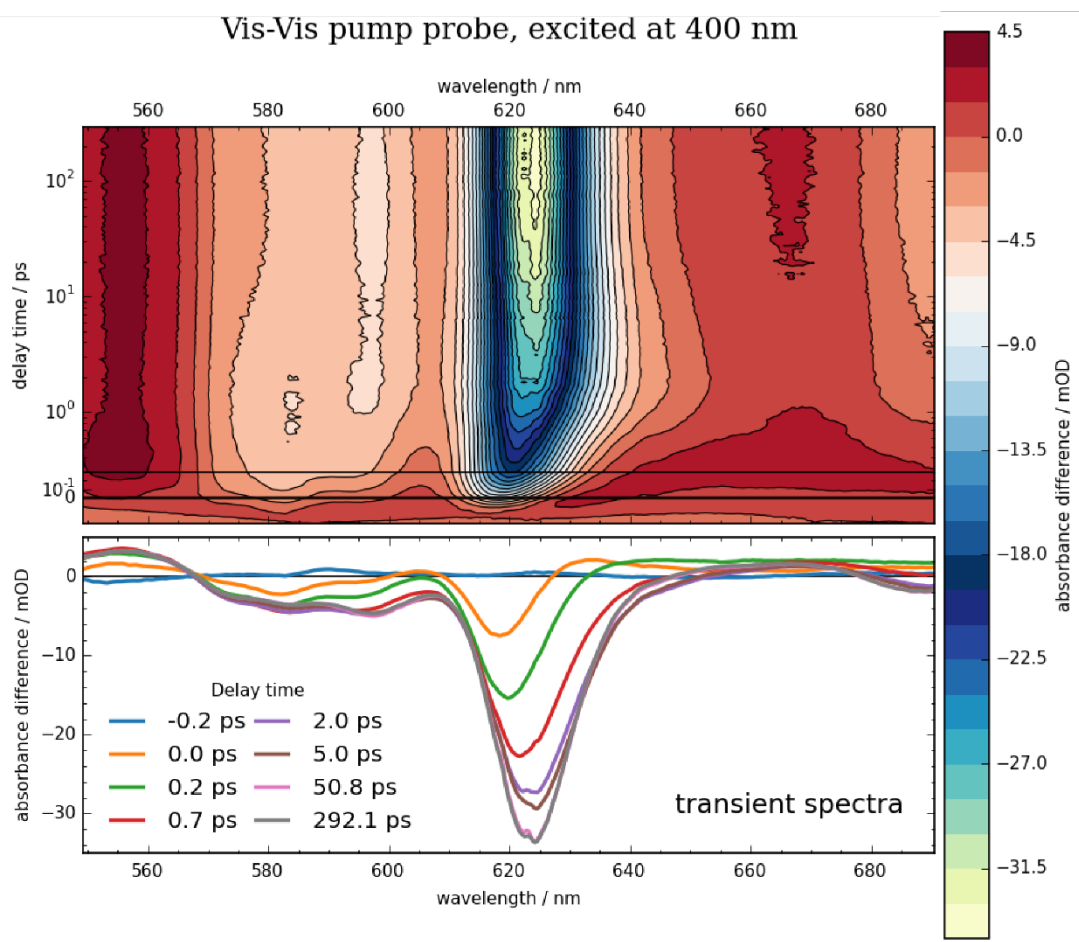 Vis-Vis pump probe, excited at 400 nm
wavelength / nm
560 580 600 620 640 660 680
delay time / ps
10²
10¹
10⁰
10⁻¹
0
absorbance difference / mOD
0
−10
−20
−30
Delay time
-0.2 ps 2.0 ps
0.0 ps 5.0 ps
0.2 ps 50.8 ps
0.7 ps 292.1 ps
transient spectra
560 580 600 620 640 660 680
wavelength / nm
4.5
0.0
−4.5
−9.0
−13.5
−18.0
−22.5
−27.0
−31.5
absorbance difference / mOD